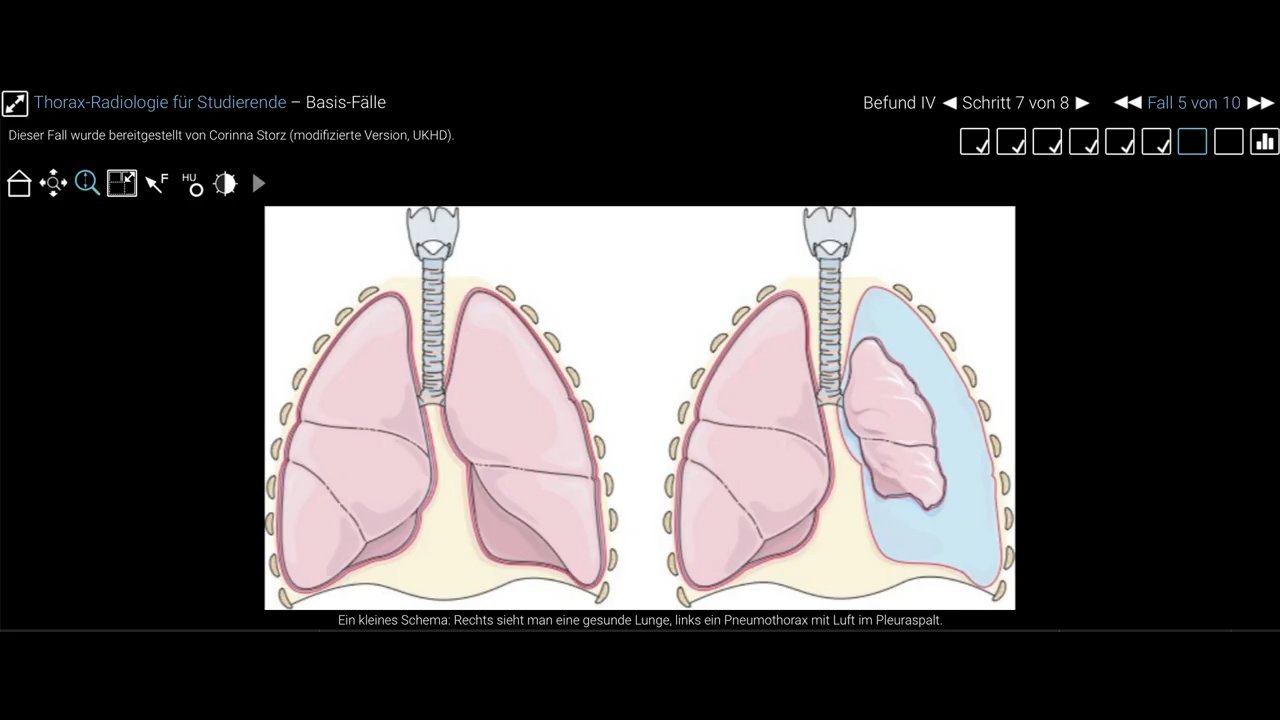 Thorax-Radiologie für Studierende – Basis-Fälle
Befund IV ◀ Schritt 7 von 8 ▶ ◀◀ Fall 5 von 10 ▶▶
Dieser Fall wurde bereitgestellt von Corinna Storz (modifizierte Version, UKHD).
F
HU
Ein kleines Schema: Rechts sieht man eine gesunde Lunge, links ein Pneumothorax mit Luft im Pleuraspalt.